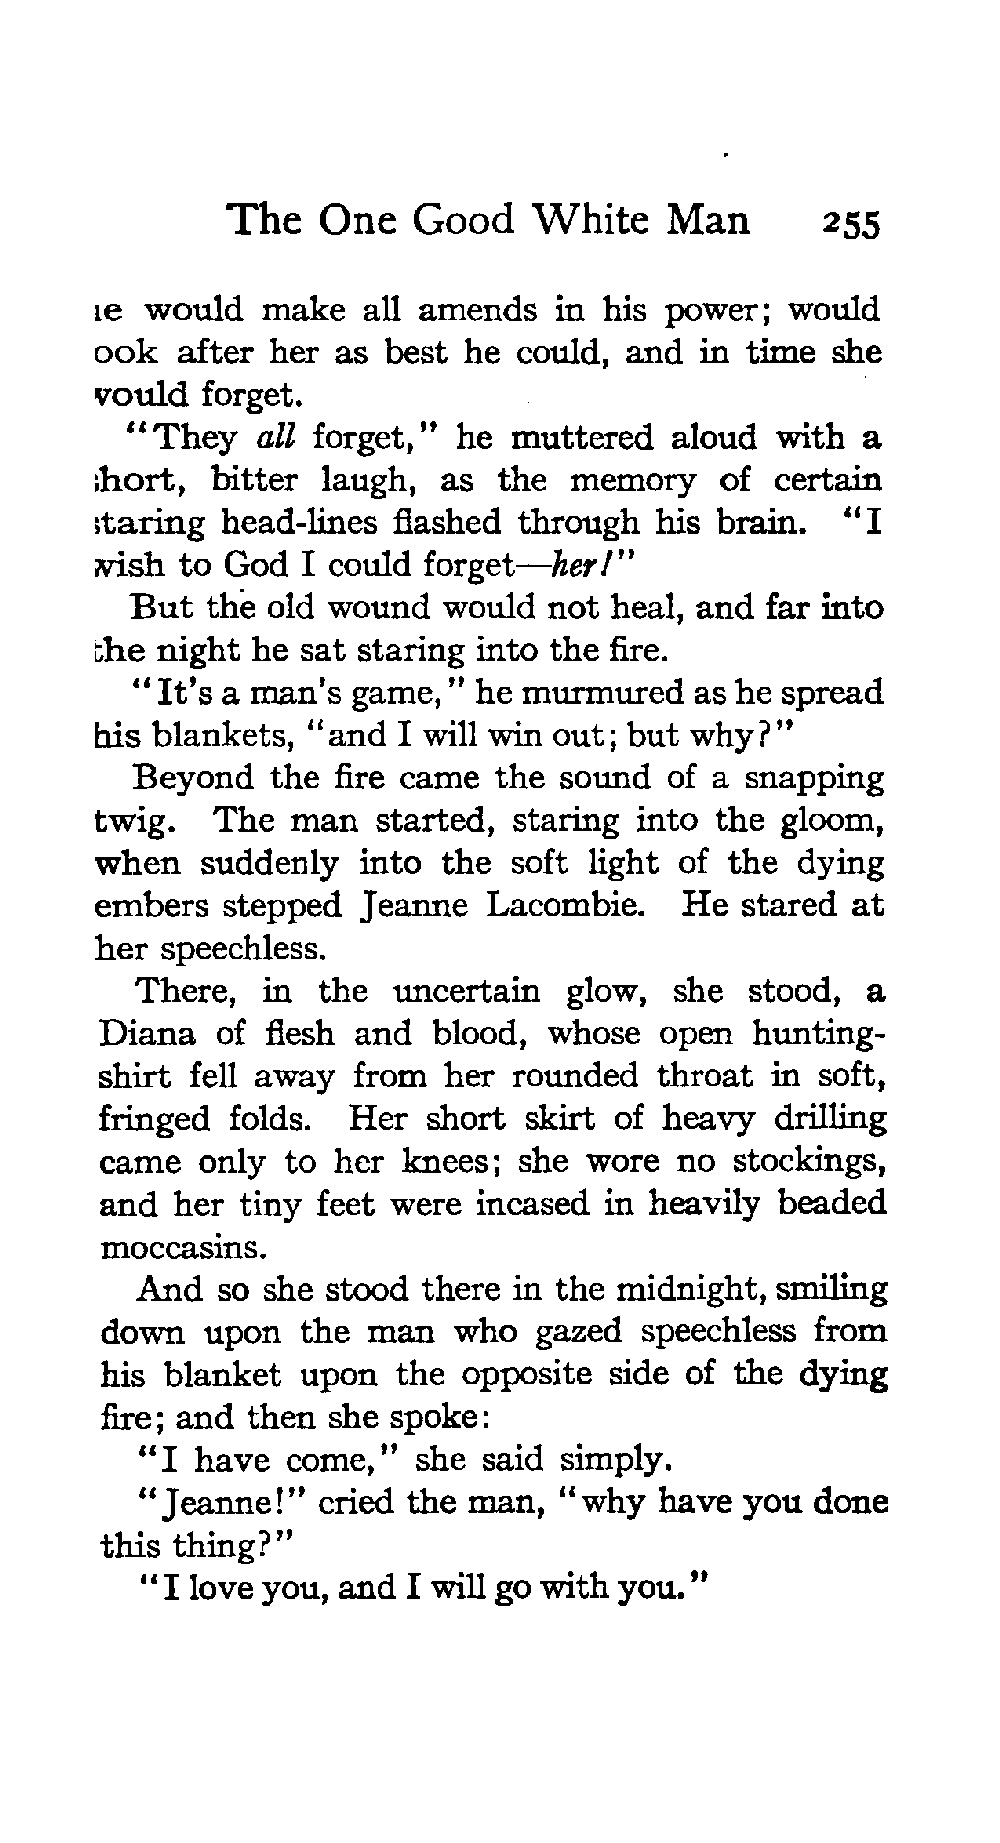 The One Good White Man 255
he would make all amends in his power; would
look after her as best he could, and in time she
would forget.
"They all forget," he muttered aloud with a
short, bitter laugh, as the memory of certain
staring head-lines flashed through his brain. "I
wish to God I could forget—her!"
But the old wound would not heal, and far into
the night he sat staring into the fire.
"It's a man's game," he murmured as he spread
his blankets, "and I will win out; but why?"
Beyond the fire came the sound of a snapping
twig. The man started, staring into the gloom,
when suddenly into the soft light of the dying
embers stepped Jeanne Lacombie. He stared at
her speechless.
There, in the uncertain glow, she stood, a
Diana of flesh and blood, whose open hunting-
shirt fell away from her rounded throat in soft,
fringed folds. Her short skirt of heavy drilling
came only to her knees; she wore no stockings,
and her tiny feet were incased in heavily beaded
moccasins.
And so she stood there in the midnight, smiling
down upon the man who gazed speechless from
his blanket upon the opposite side of the dying
fire; and then she spoke:
"I have come," she said simply.
"Jeanne!" cried the man, "why have you done
this thing?"
"I love you, and I will go with you."